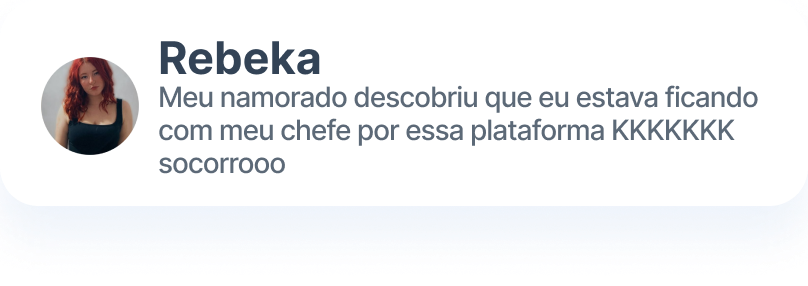 Rebeka
Meu namorado descobriu que eu estava ficando
com meu chefe por essa plataforma KKKKKKK
socorrooo